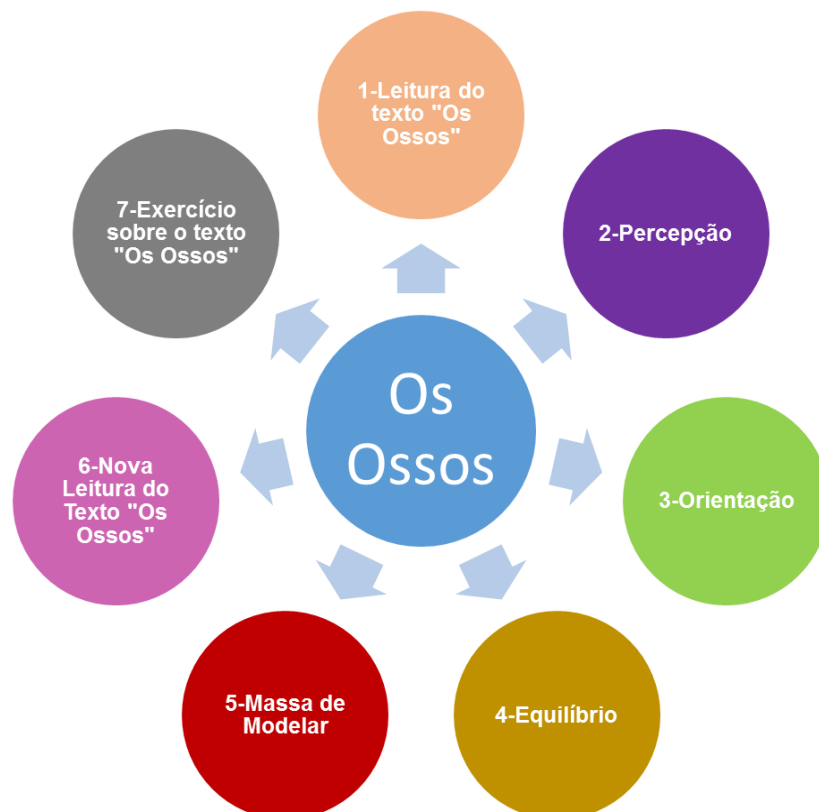 1-Leitura do
texto "Os
Ossos"
2-Percepção
3-Orientação
4-Equilíbrio
5-Massa de
Modelar
6-Nova
Leitura do
Texto "Os
Ossos"
7-Exercício
sobre o texto
"Os Ossos"
Os
Ossos